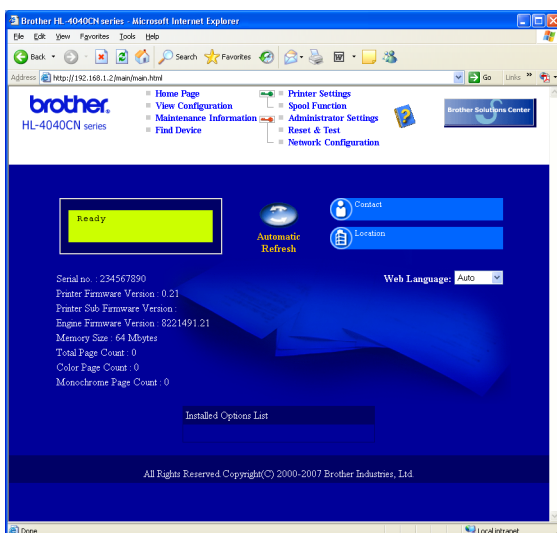 Brother HL-4040CN series - Microsoft Internet Explorer
File Edit View Favorites Tools Help
Back Search Favorites
Address http://192.168.1.2/main/main.html Go Links »
brother.
HL-4040CN series
Home Page
View Configuration
Maintenance Information
Find Device
Printer Settings
Spool Function
Administrator Settings
Reset & Test
Network Configuration
Brother Solutions Center
Ready
Automatic
Refresh
Contact
Location
Serial no. : 234567890
Web Language: Auto
Printer Firmware Version : 0.21
Printer Sub Firmware Version :
Engine Firmware Version : 8221491.21
Memory Size : 64 Mbytes
Total Page Count : 0
Color Page Count : 0
Monochrome Page Count : 0
Installed Options List
All Rights Reserved.Copyright(C) 2000-2007 Brother Industries, Ltd.
Done Local intranet